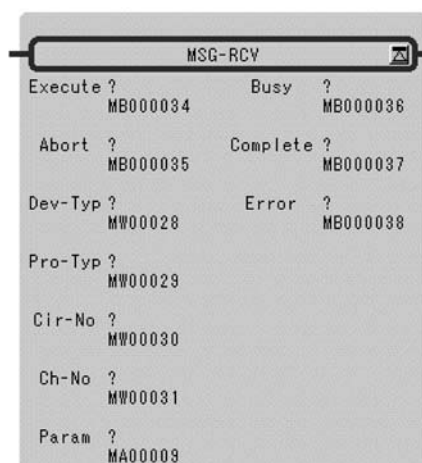 MSG-RCV
Execute ? Busy ?
MB000034 MB000036
Abort ? Complete ?
MB000035 MB000037
Dev-Typ ? Error ?
MW00028 MB000038
Pro-Typ ?
MW00029
Cir-No ?
MW00030
Ch-No ?
MW00031
Param ?
MA00009